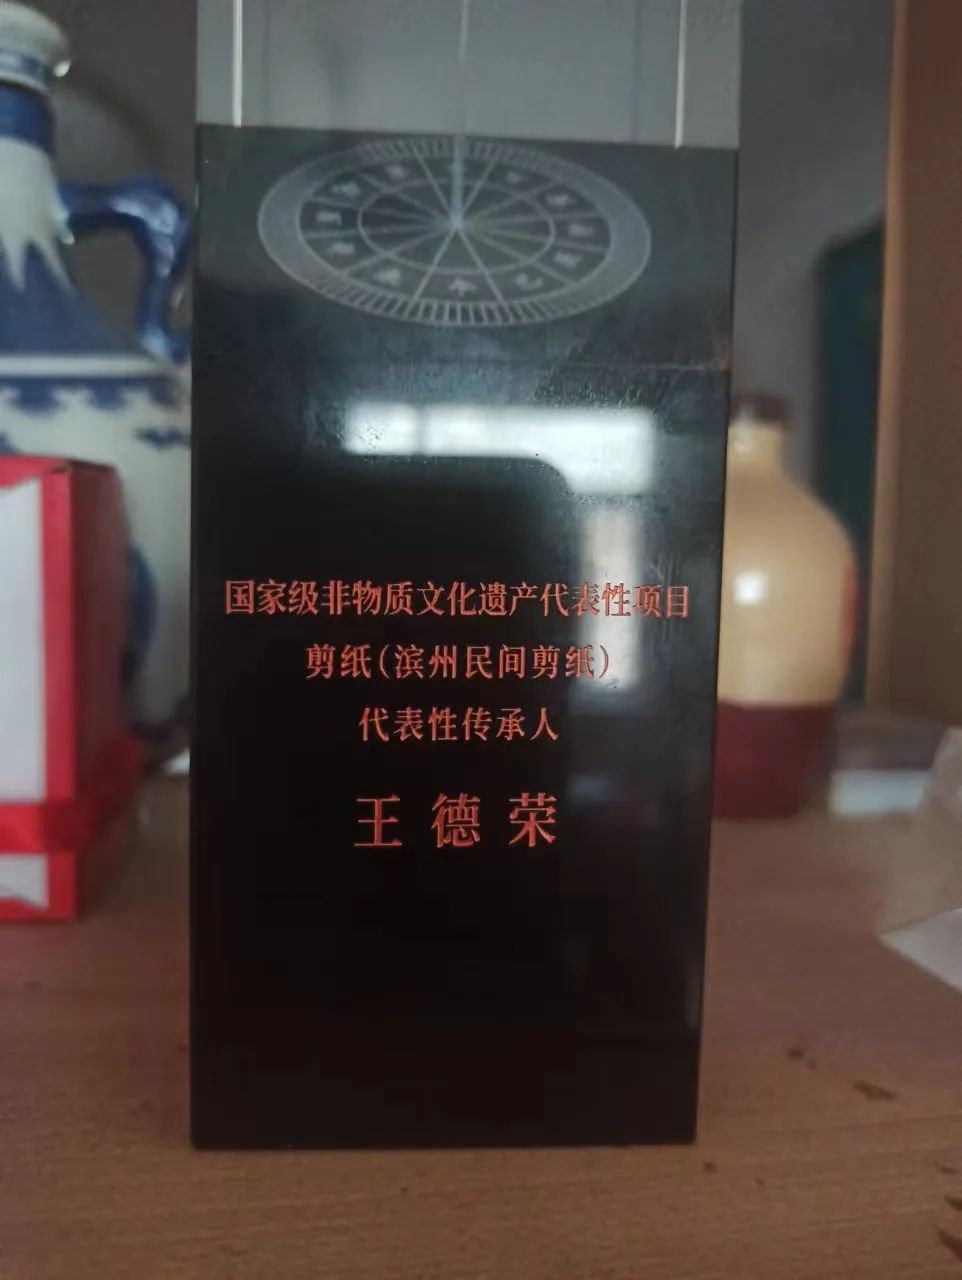 国家级非物质文化遗产代表性项目
剪纸(滨州民间剪纸)
代表性传承人
王德荣